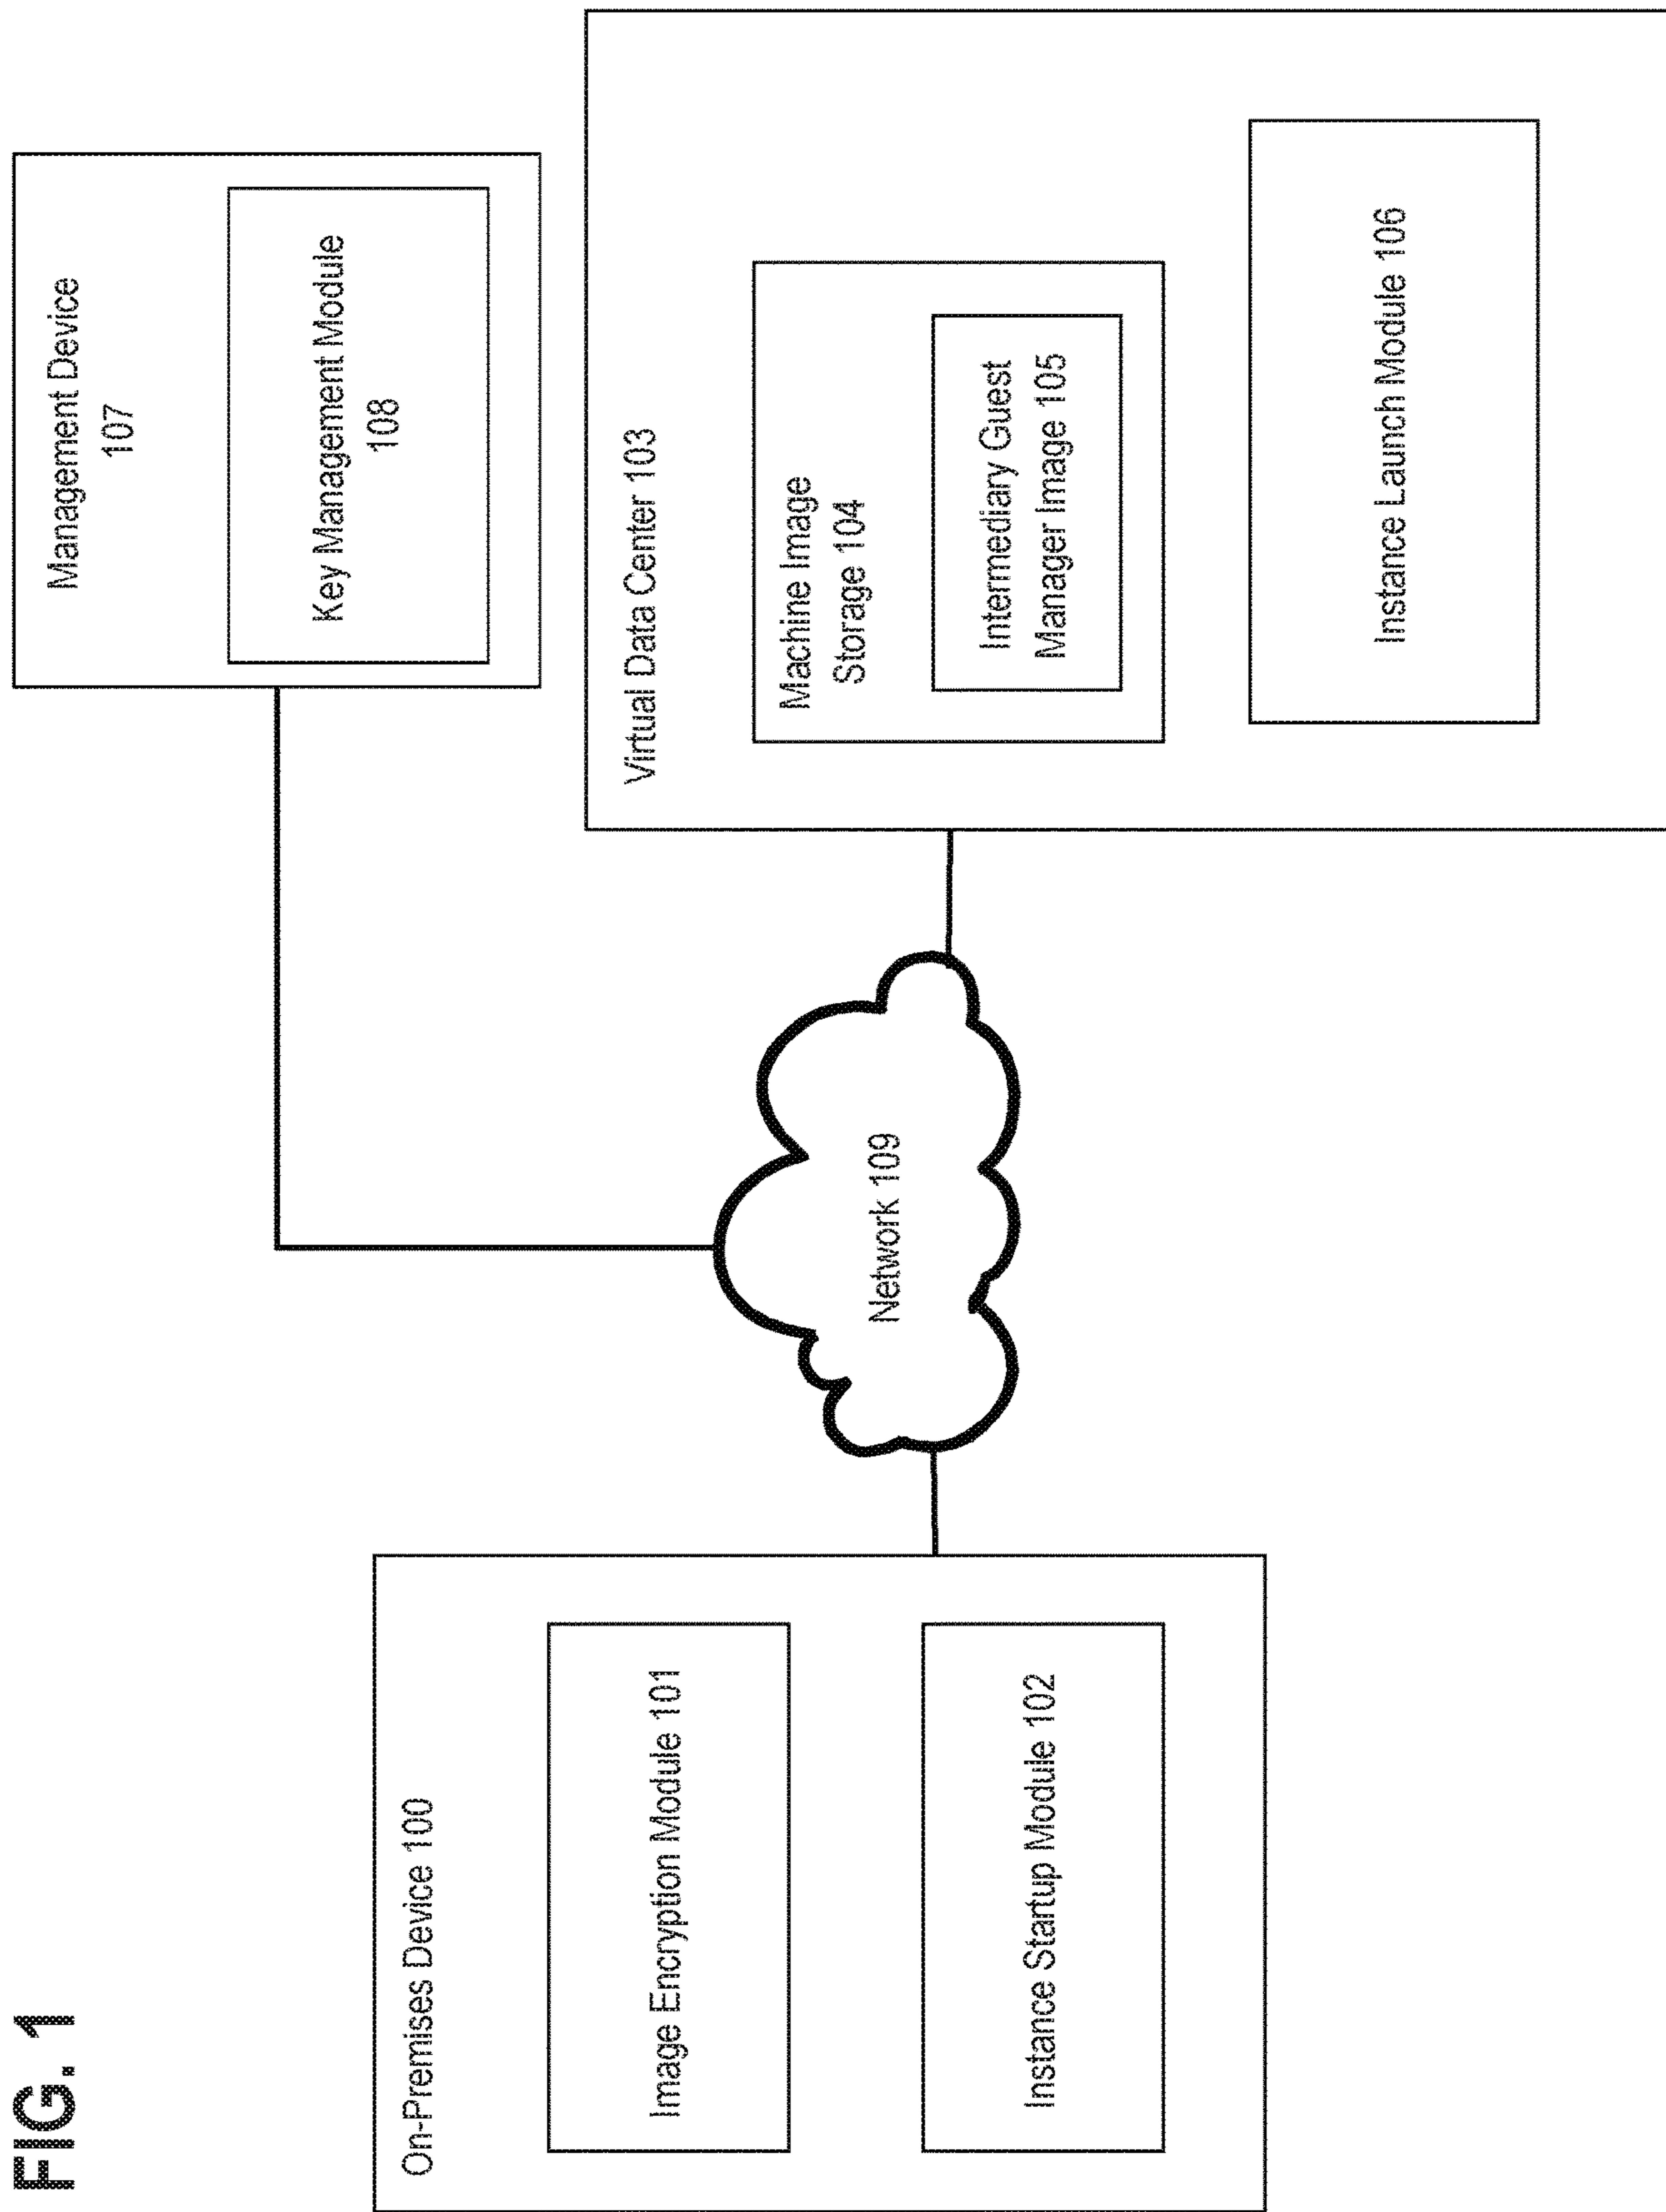 FIG. 1
On-Premises Device 100
Image Encryption Module 101
Instance Startup Module 102
Network 109
Management Device
107
Key Management Module
108
Virtual Data Center 103
Machine Image
Storage 104
Intermediary Guest
Manager Image 105
Instance Launch Module 106